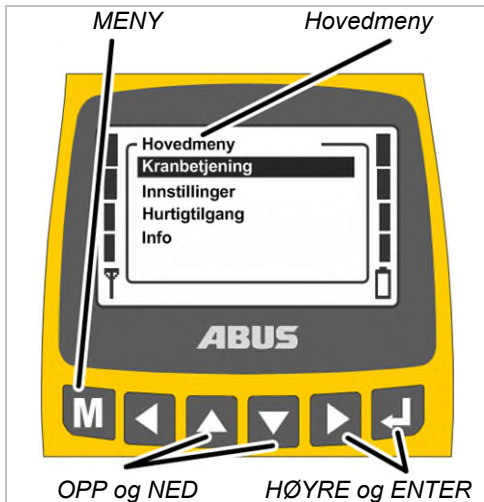 MENY Hovedmeny
Hovedmeny
Kranbetjening
Innstillinger
Hurtigtilgang
Info
ABUS
M
OPP og NED HØYRE og ENTER